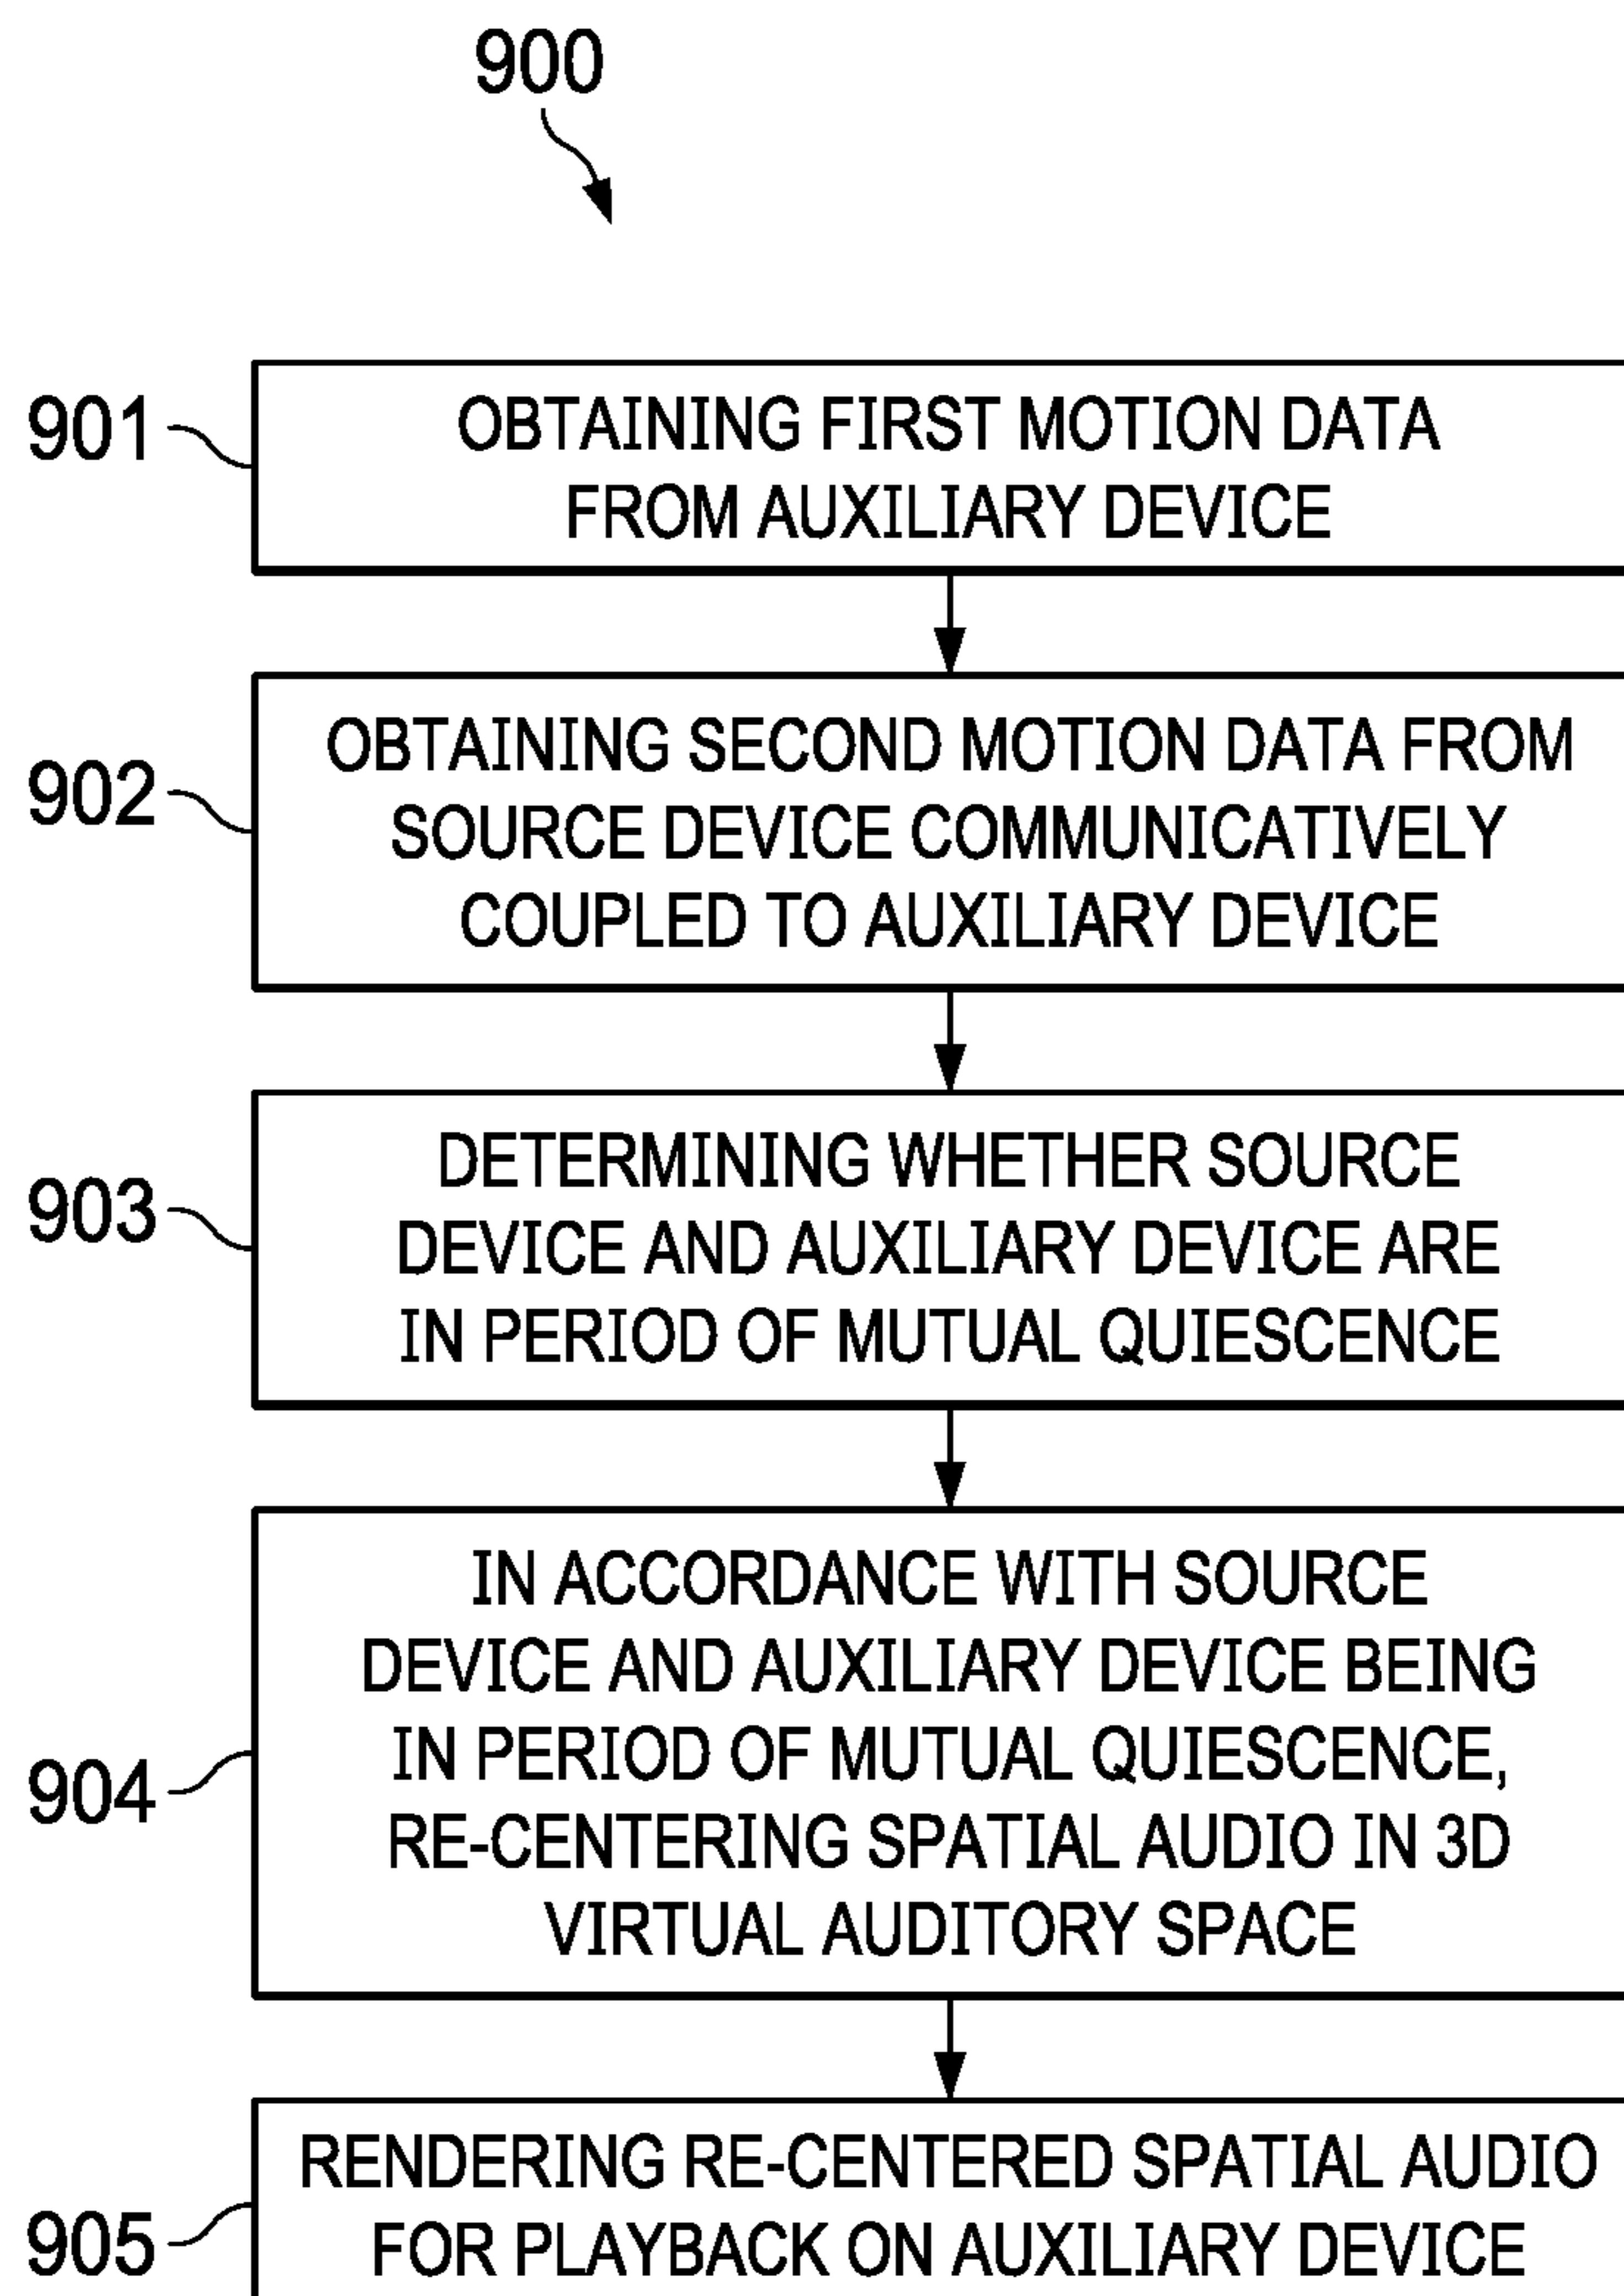 900
901
OBTAINING FIRST MOTION DATA
FROM AUXILIARY DEVICE
902
OBTAINING SECOND MOTION DATA FROM
SOURCE DEVICE COMMUNICATIVELY
COUPLED TO AUXILIARY DEVICE
903
DETERMINING WHETHER SOURCE
DEVICE AND AUXILIARY DEVICE ARE
IN PERIOD OF MUTUAL QUIESCENCE
904
IN ACCORDANCE WITH SOURCE
DEVICE AND AUXILIARY DEVICE BEING
IN PERIOD OF MUTUAL QUIESCENCE,
RE-CENTERING SPATIAL AUDIO IN 3D
VIRTUAL AUDITORY SPACE
905
RENDERING RE-CENTERED SPATIAL AUDIO
FOR PLAYBACK ON AUXILIARY DEVICE